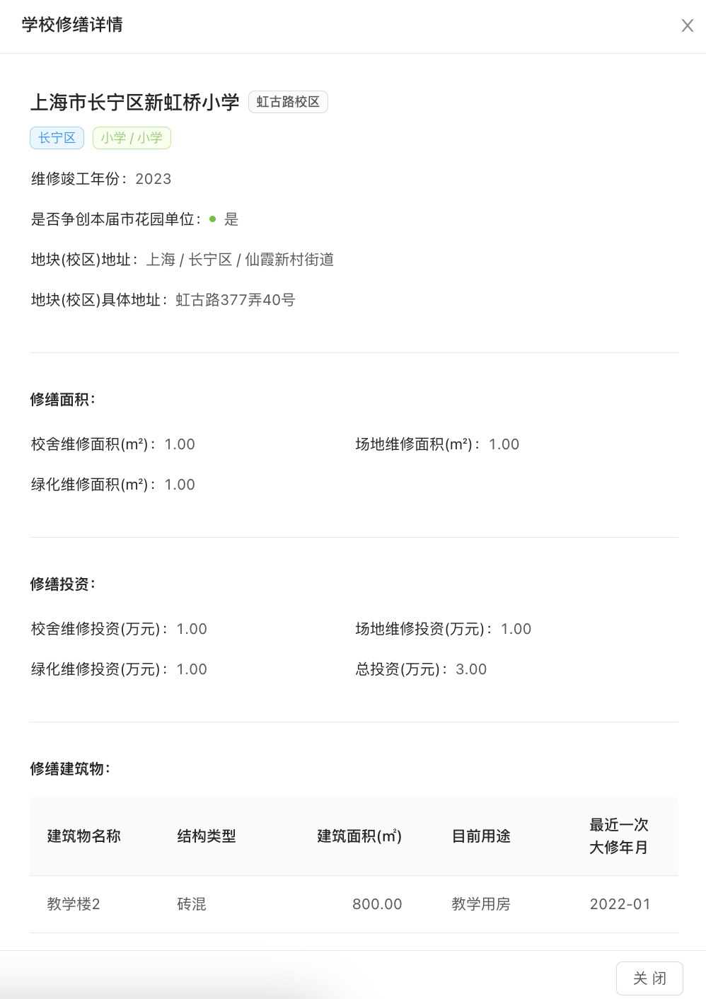 学校修缮详情
上海市长宁区新虹桥小学 虹古路校区
长宁区 小学 / 小学
维修竣工年份： 2023
是否争创本届市花园单位： 是
地块(校区)地址： 上海 / 长宁区 / 仙霞新村街道
地块(校区)具体地址： 虹古路377弄40号
修缮面积：
校舍维修面积(m²)： 1.00 场地维修面积(m²)： 1.00
绿化维修面积(m²)： 1.00
修缮投资：
校舍维修投资(万元)： 1.00 场地维修投资(万元)： 1.00
绿化维修投资(万元)： 1.00 总投资(万元)： 3.00
修缮建筑物：
建筑物名称 结构类型 建筑面积(㎡) 目前用途 最近一次
大修年月
教学楼2 砖混 800.00 教学用房 2022-01
关 闭